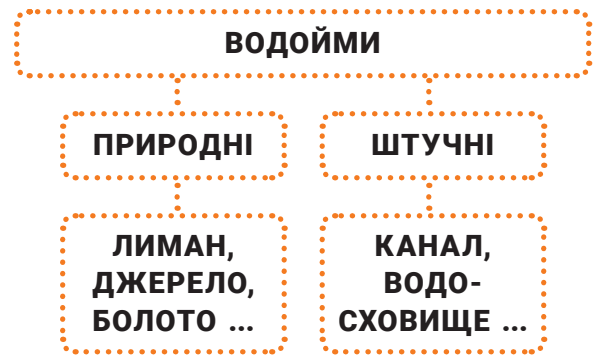 ВОДОЙМИ
ПРИРОДНІ
ШТУЧНІ
ЛИМАН,
ДЖЕРЕЛО,
БОЛОТО ...
КАНАЛ,
ВОДО-
СХОВИЩЕ ...